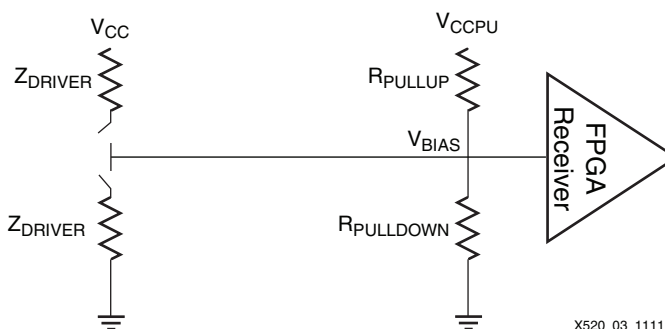 VCC
VCCPU
ZDRIVER
RPULLUP
VBIAS
FPGA
Receiver
ZDRIVER
RPULLDOWN
X520_03_1111